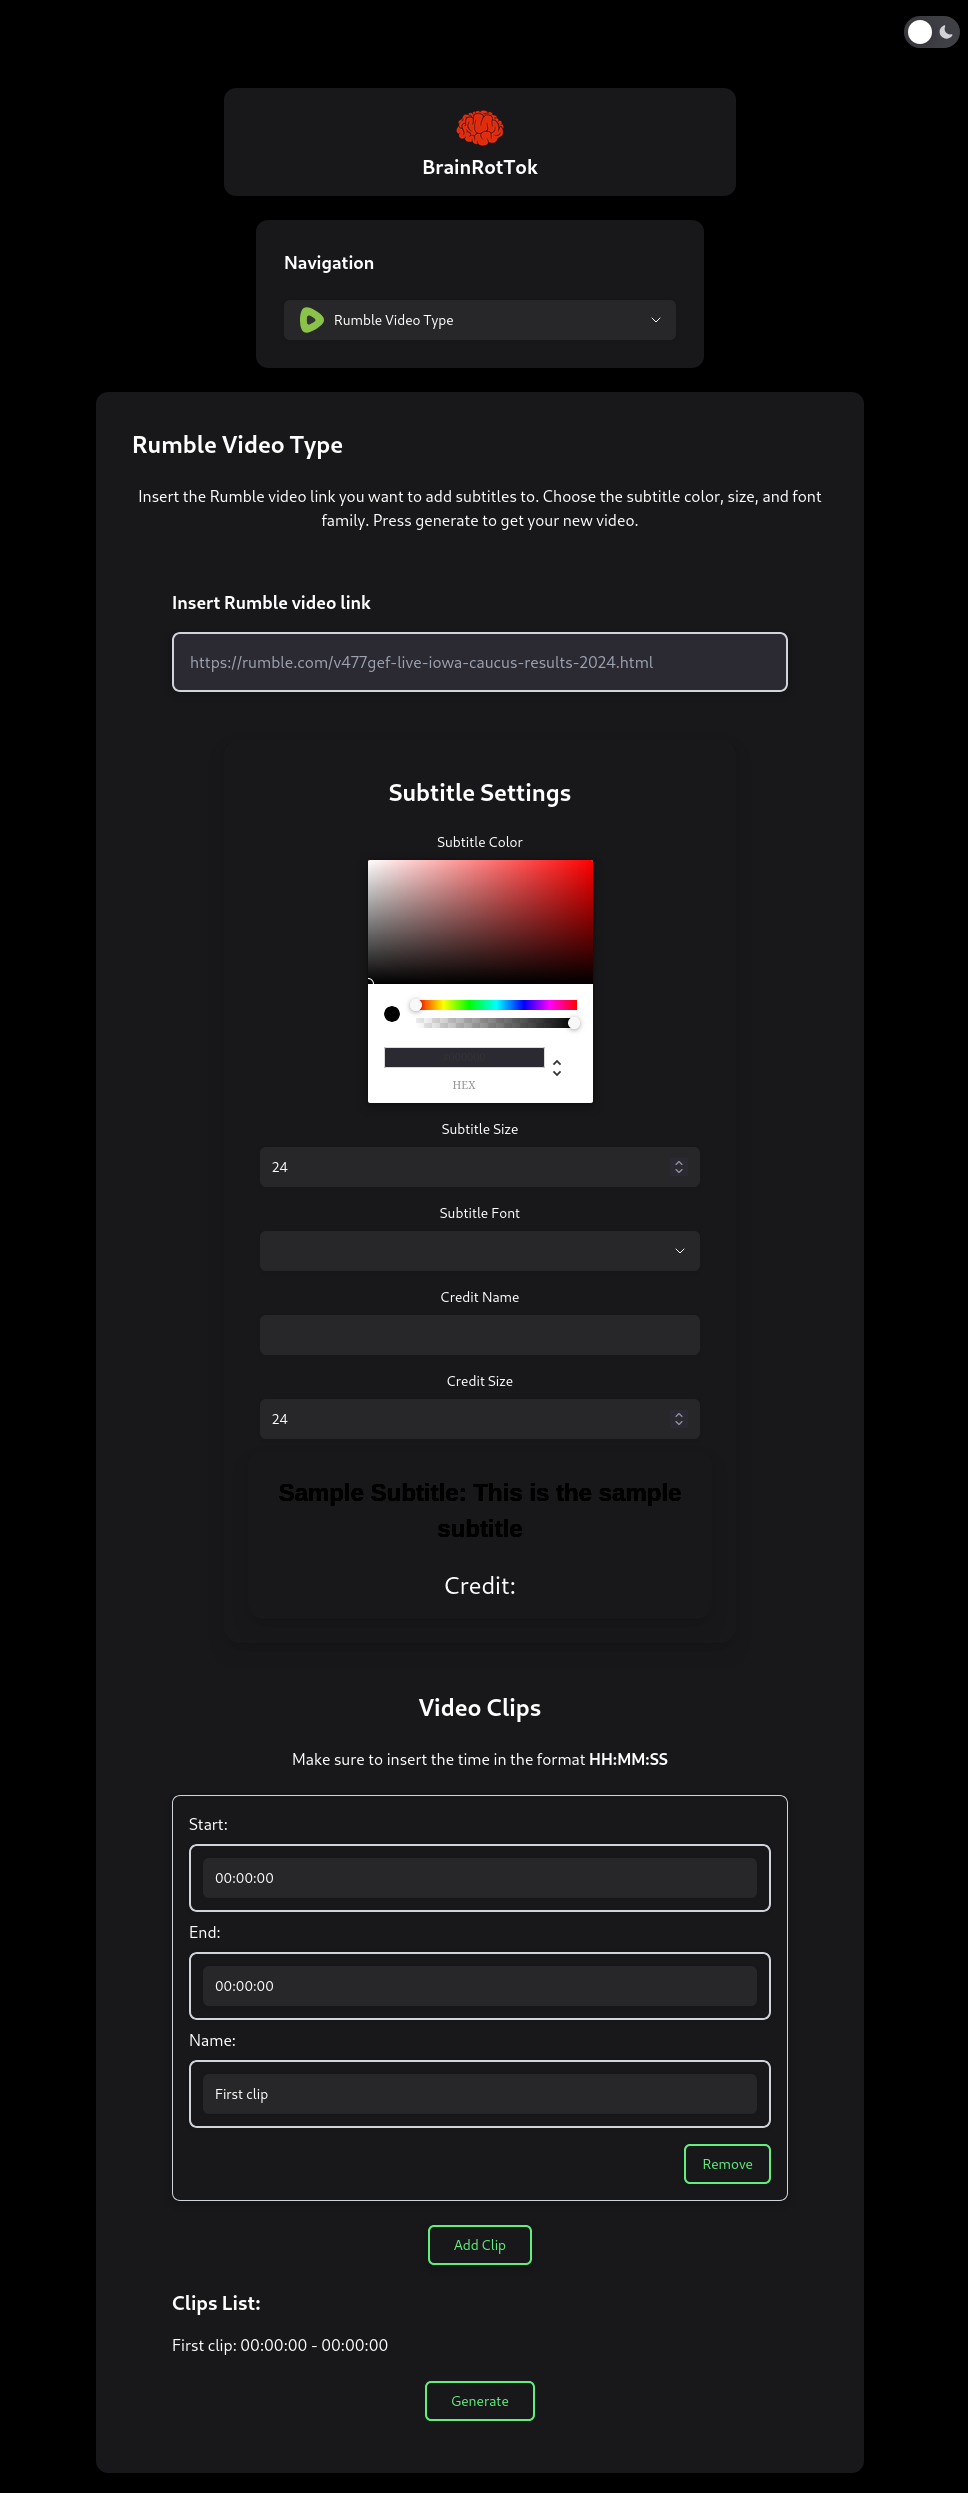 BrainRotTok
Navigation
Rumble Video Type
Rumble Video Type
Insert the Rumble video link you want to add subtitles to. Choose the subtitle color, size, and font
family. Press generate to get your new video.
Insert Rumble video link
https://rumble.com/v477gef-live-iowa-caucus-results-2024.html
Subtitle Settings
Subtitle Color
HEX
Subtitle Size
24
Subtitle Font
Credit Name
Credit Size
24
Sample Subtitle: This is the sample
subtitle
Credit:
Video Clips
Make sure to insert the time in the format HH:MM:SS
Start:
00:00:00
End:
00:00:00
Name:
First clip
Remove
Add Clip
Clips List:
First clip: 00:00:00 - 00:00:00
Generate